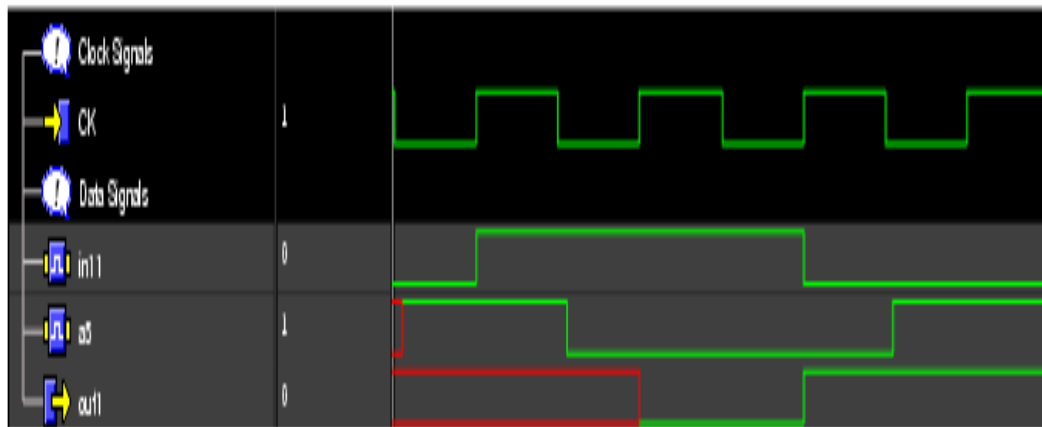 Clock Signals
CK 1
Data Signals
in11 0
a5 1
out1 0